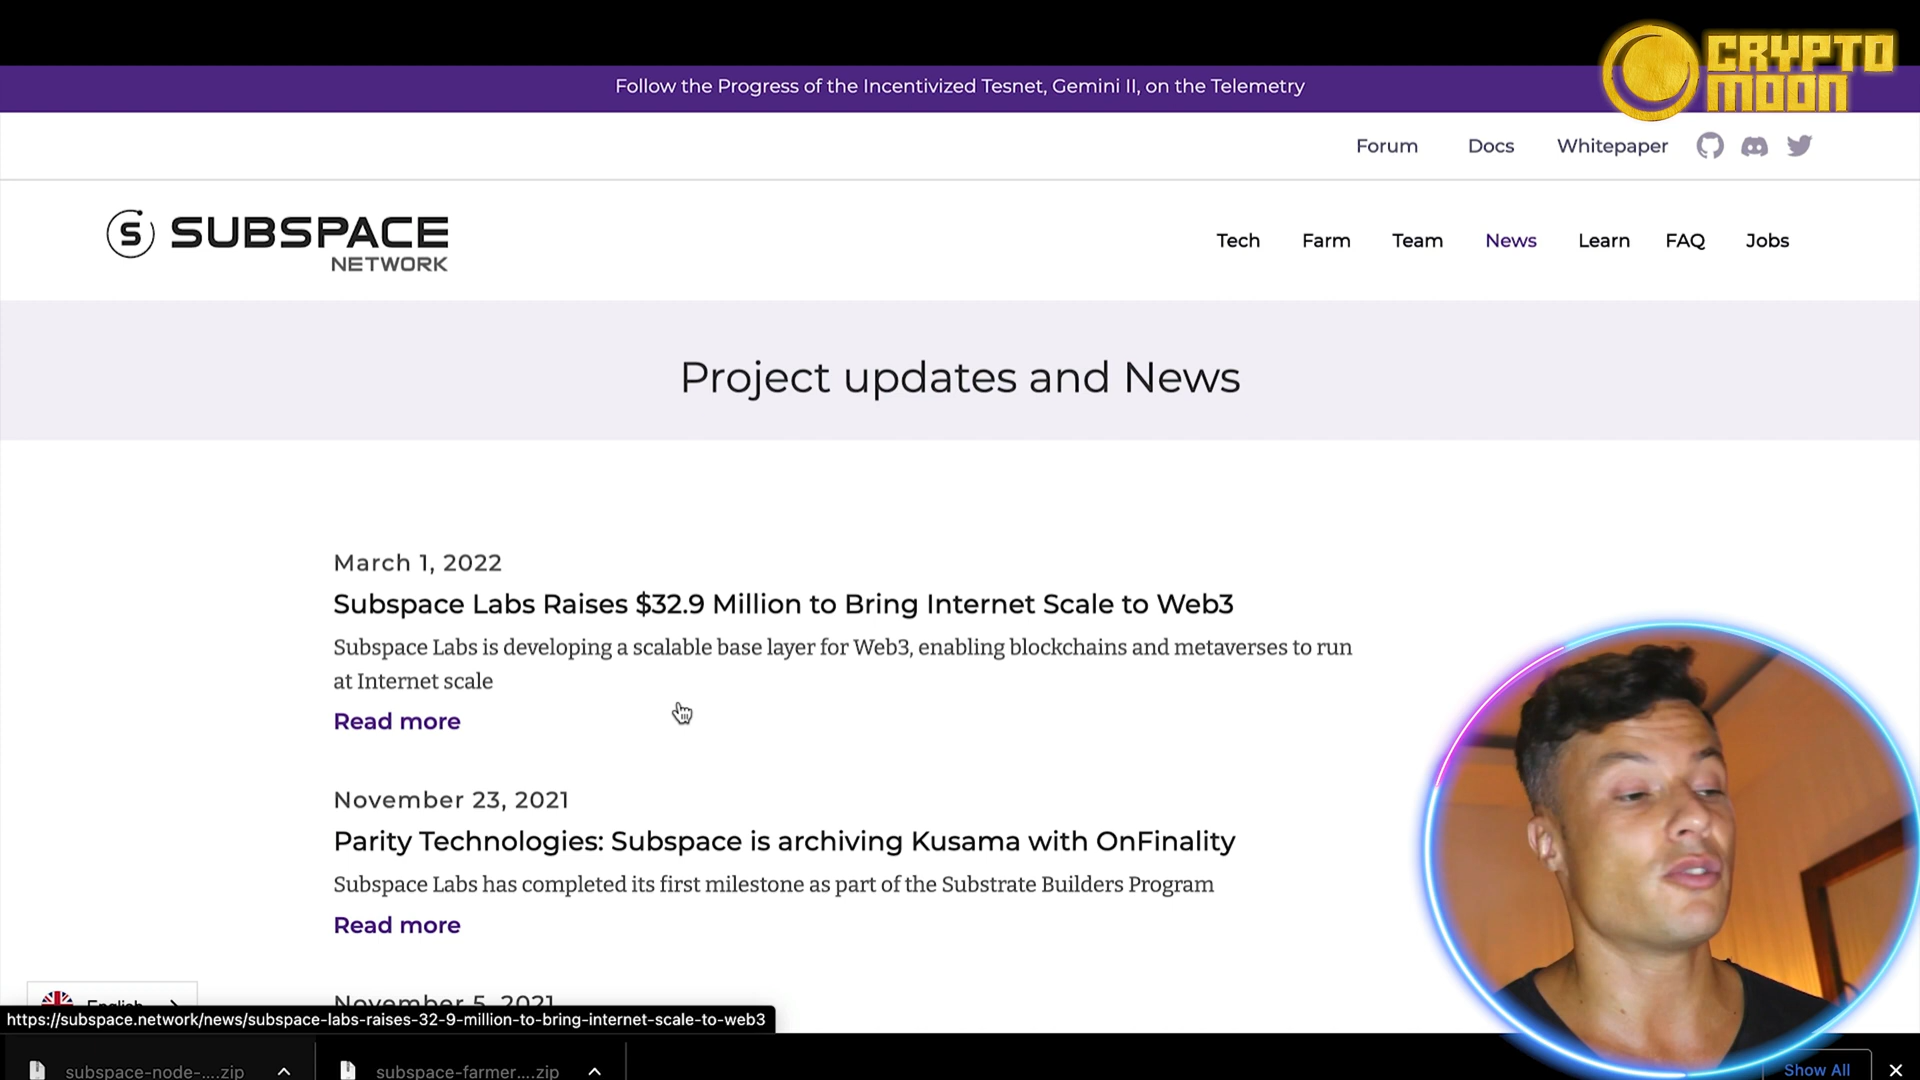 CRYPTO
MOON
Follow the Progress of the Incentivized Tesnet, Gemini II, on the Telemetry
Forum Docs Whitepaper
S SUBSPACE
NETWORK
Tech Farm Team News Learn FAQ Jobs
Project updates and News
March 1, 2022
Subspace Labs Raises $32.9 Million to Bring Internet Scale to Web3
Subspace Labs is developing a scalable base layer for Web3, enabling blockchains and metaverses to run
at Internet scale
Read more
November 23, 2021
Parity Technologies: Subspace is archiving Kusama with OnFinality
Subspace Labs has completed its first milestone as part of the Substrate Builders Program
Read more
November 5, 2021
English
https://subspace.network/news/subspace-labs-raises-32-9-million-to-bring-internet-scale-to-web3
subspace-node-....zip subspace-farmer....zip Show All